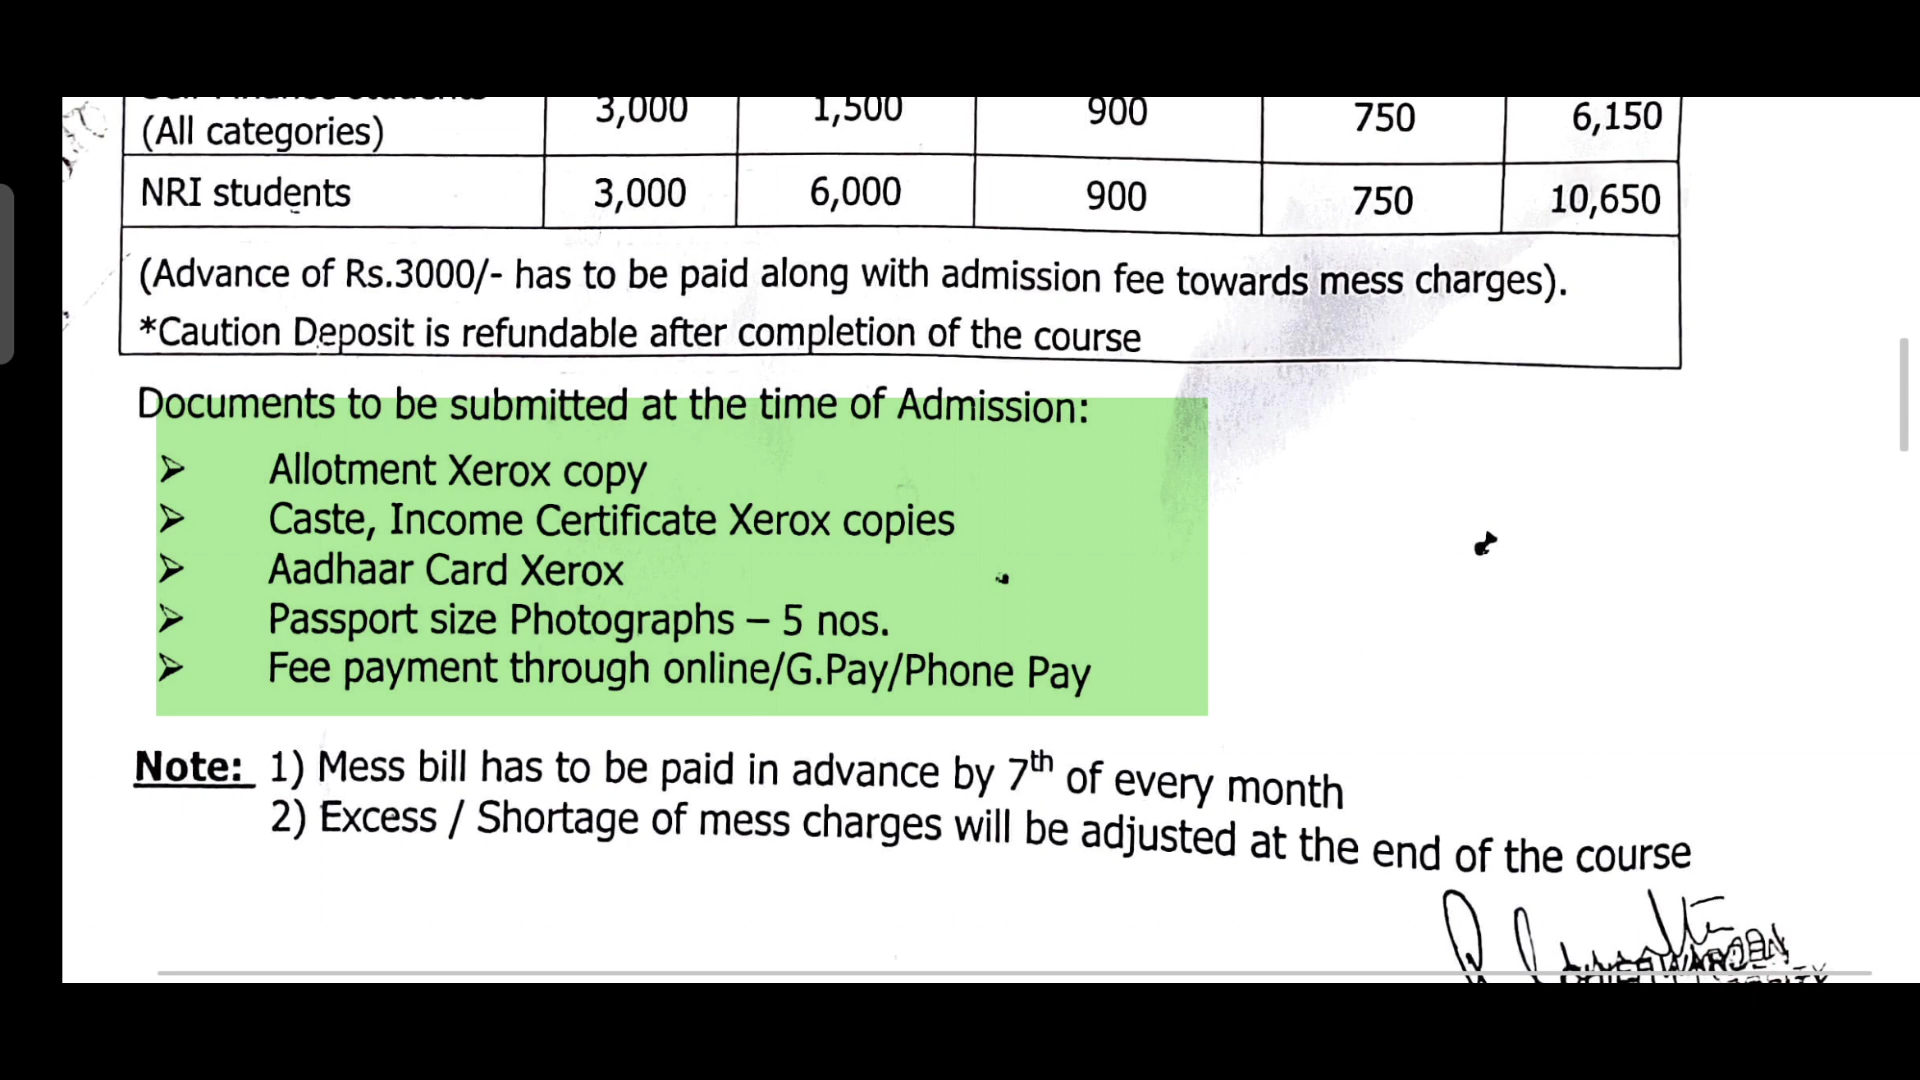 (All categories) 3,000 1,500 900 750 6,150
NRI students 3,000 6,000 900 750 10,650
(Advance of Rs.3000/- has to be paid along with admission fee towards mess charges).
*Caution Deposit is refundable after completion of the course
Documents to be submitted at the time of Admission:
➢ Allotment Xerox copy
➢ Caste, Income Certificate Xerox copies
➢ Aadhaar Card Xerox
➢ Passport size Photographs – 5 nos.
➢ Fee payment through online/G.Pay/Phone Pay
Note: 1) Mess bill has to be paid in advance by 7th of every month
2) Excess / Shortage of mess charges will be adjusted at the end of the course